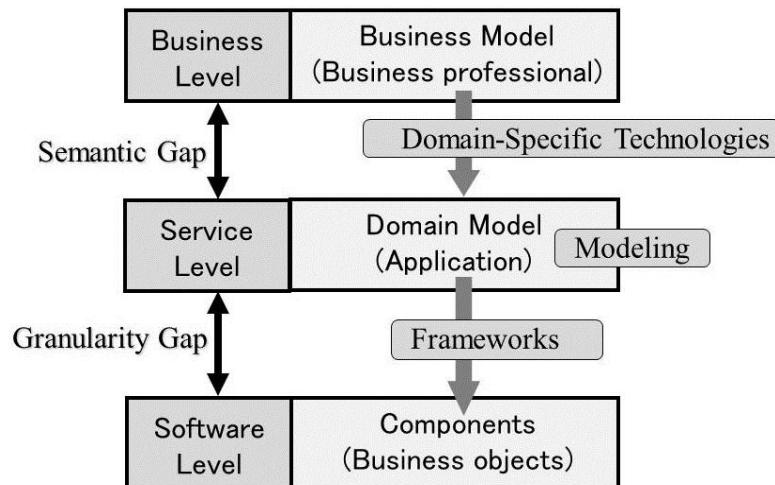 Business
Level
Business Model
(Business professional)
Semantic Gap
Domain-Specific Technologies
Service
Level
Domain Model
(Application)
Modeling
Granularity Gap
Frameworks
Software
Level
Components
(Business objects)